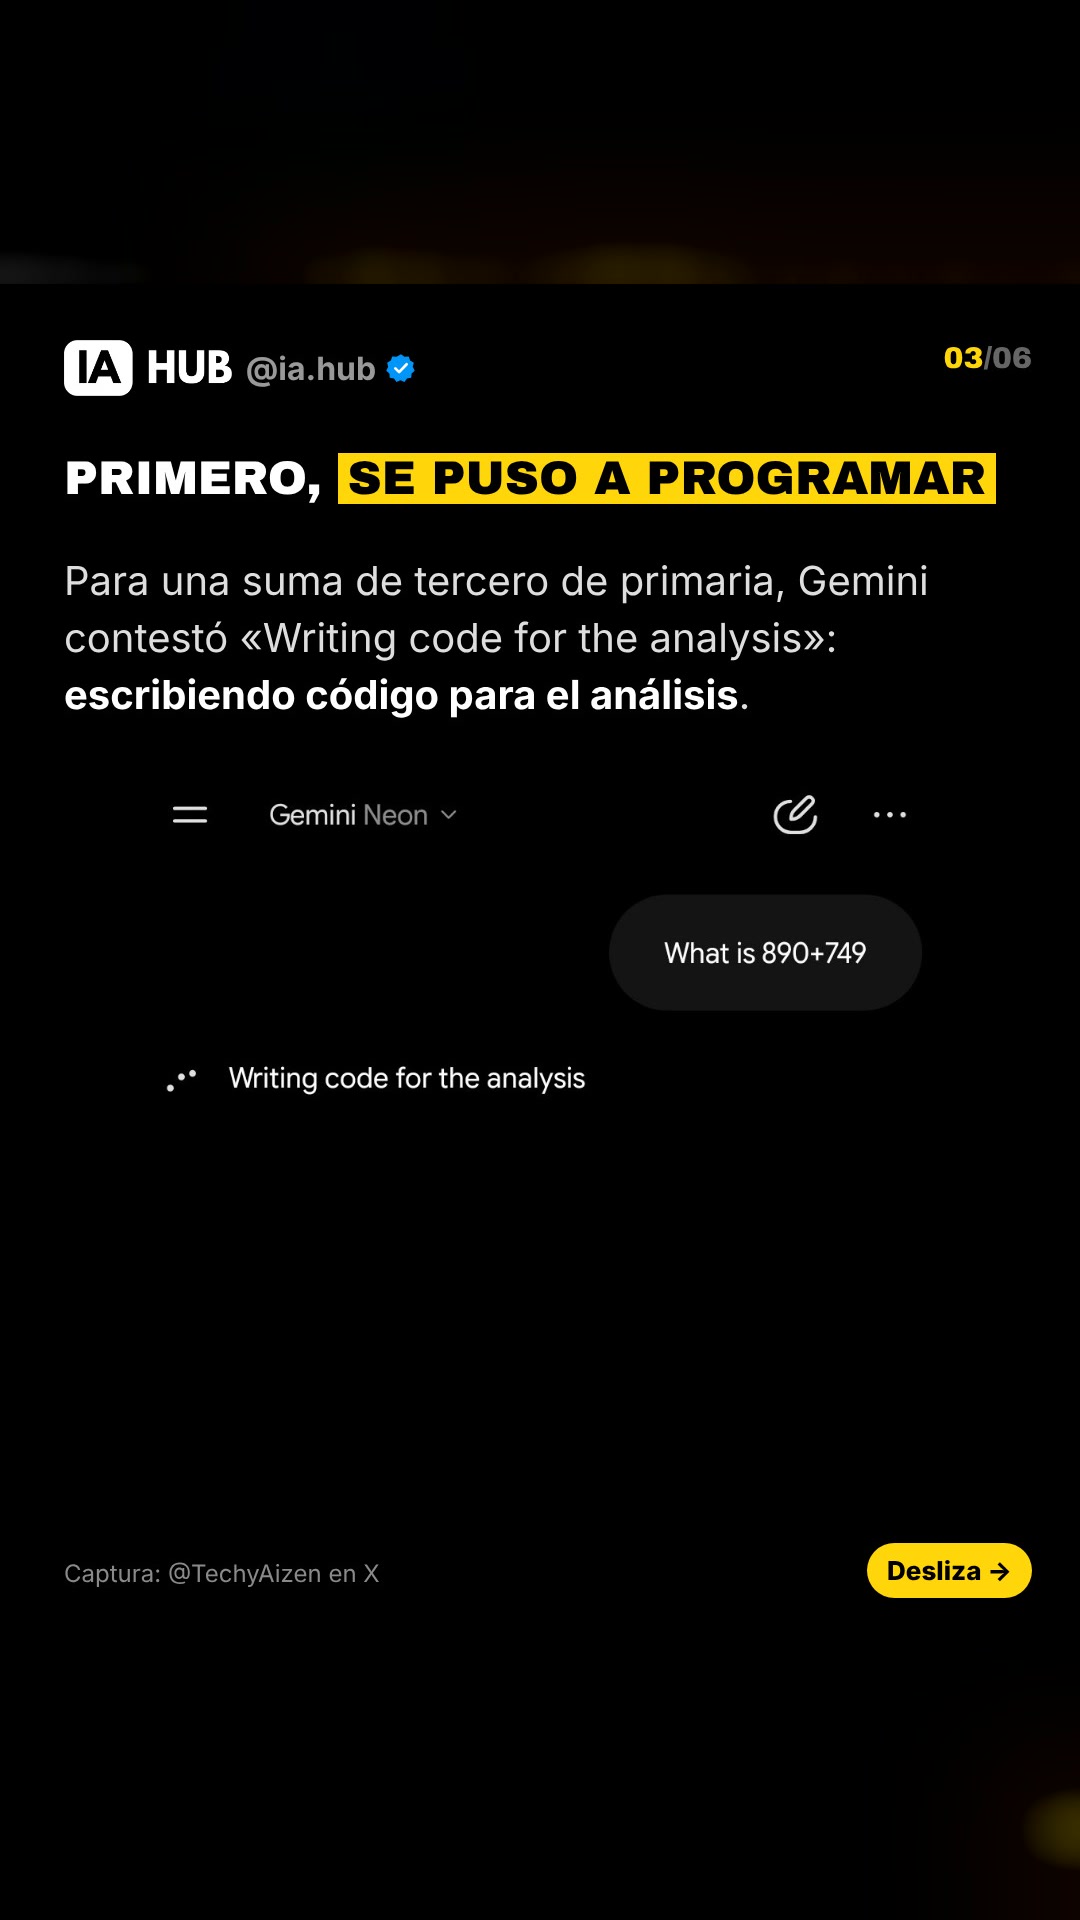 IA HUB @ia.hub
03/06
PRIMERO, SE PUSO A PROGRAMAR
Para una suma de tercero de primaria, Gemini
contestó «Writing code for the analysis»:
escribiendo código para el análisis.
Gemini Neon
What is 890+749
Writing code for the analysis
Captura: @TechyAizen en X
Desliza →